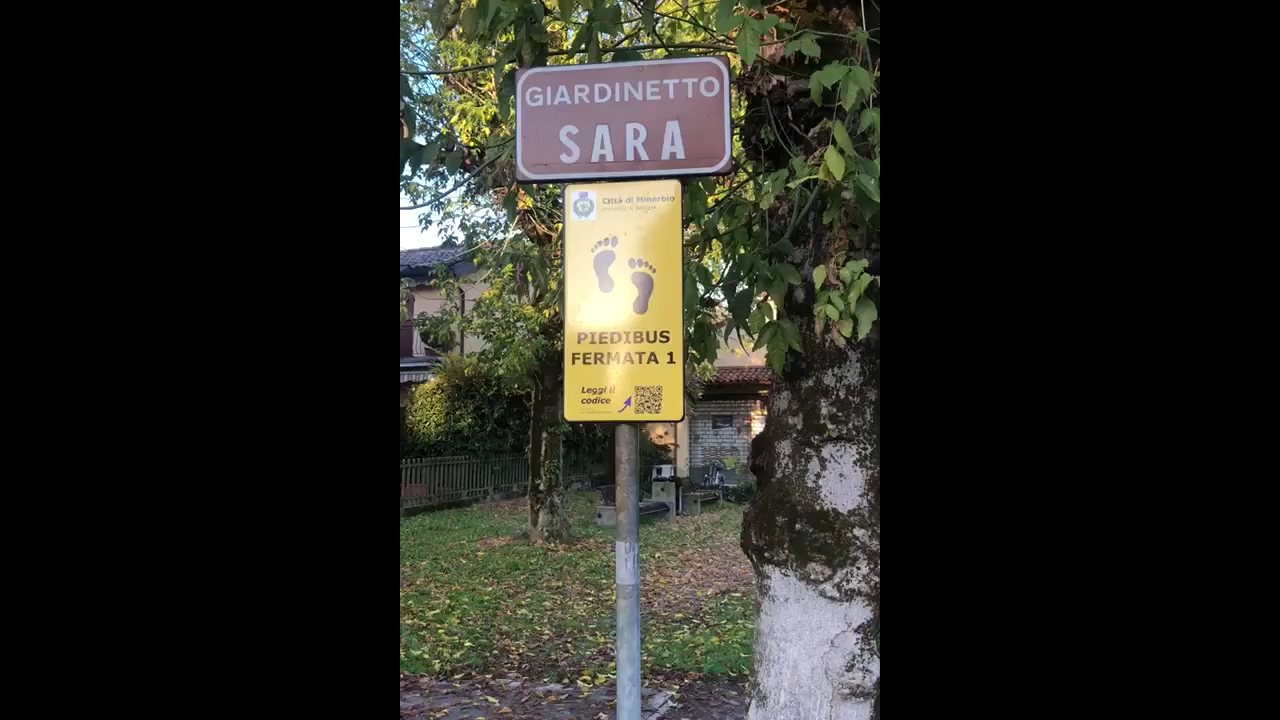 GIARDINETTO
SARA
Città di Minerbio
PIEDIBUS
FERMATA 1
Leggi il
codice